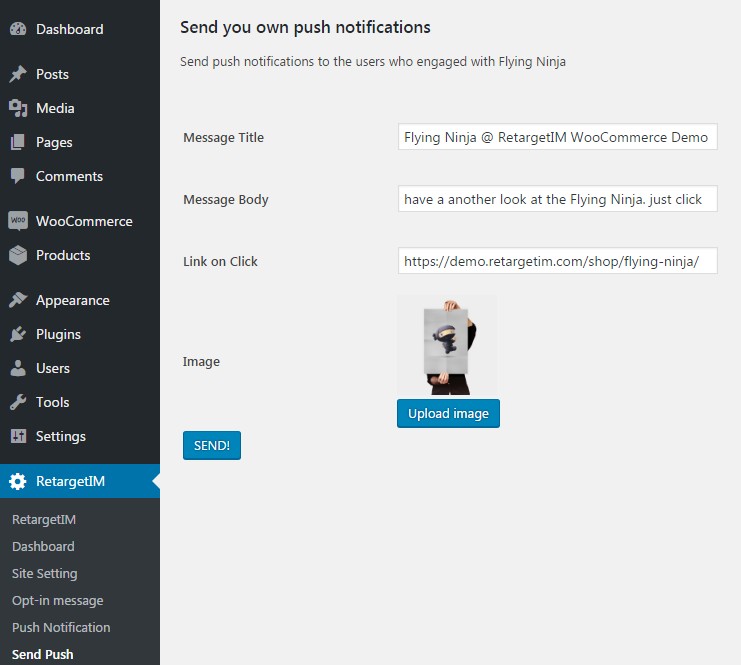 Dashboard
Posts
Media
Pages
Comments
WOO
WooCommerce
Products
Appearance
Plugins
Users
Tools
Settings
RetargetIM
RetargetIM
Dashboard
Site Setting
Opt-in message
Push Notification
Send Push
Send you own push notifications
Send push notifications to the users who engaged with Flying Ninja
Message Title
Flying Ninja @ RetargetIM WooCommerce Demo
Message Body
have a another look at the Flying Ninja. just click
Link on Click
https://demo.retargetim.com/shop/flying-ninja/
Image
Upload image
SEND!